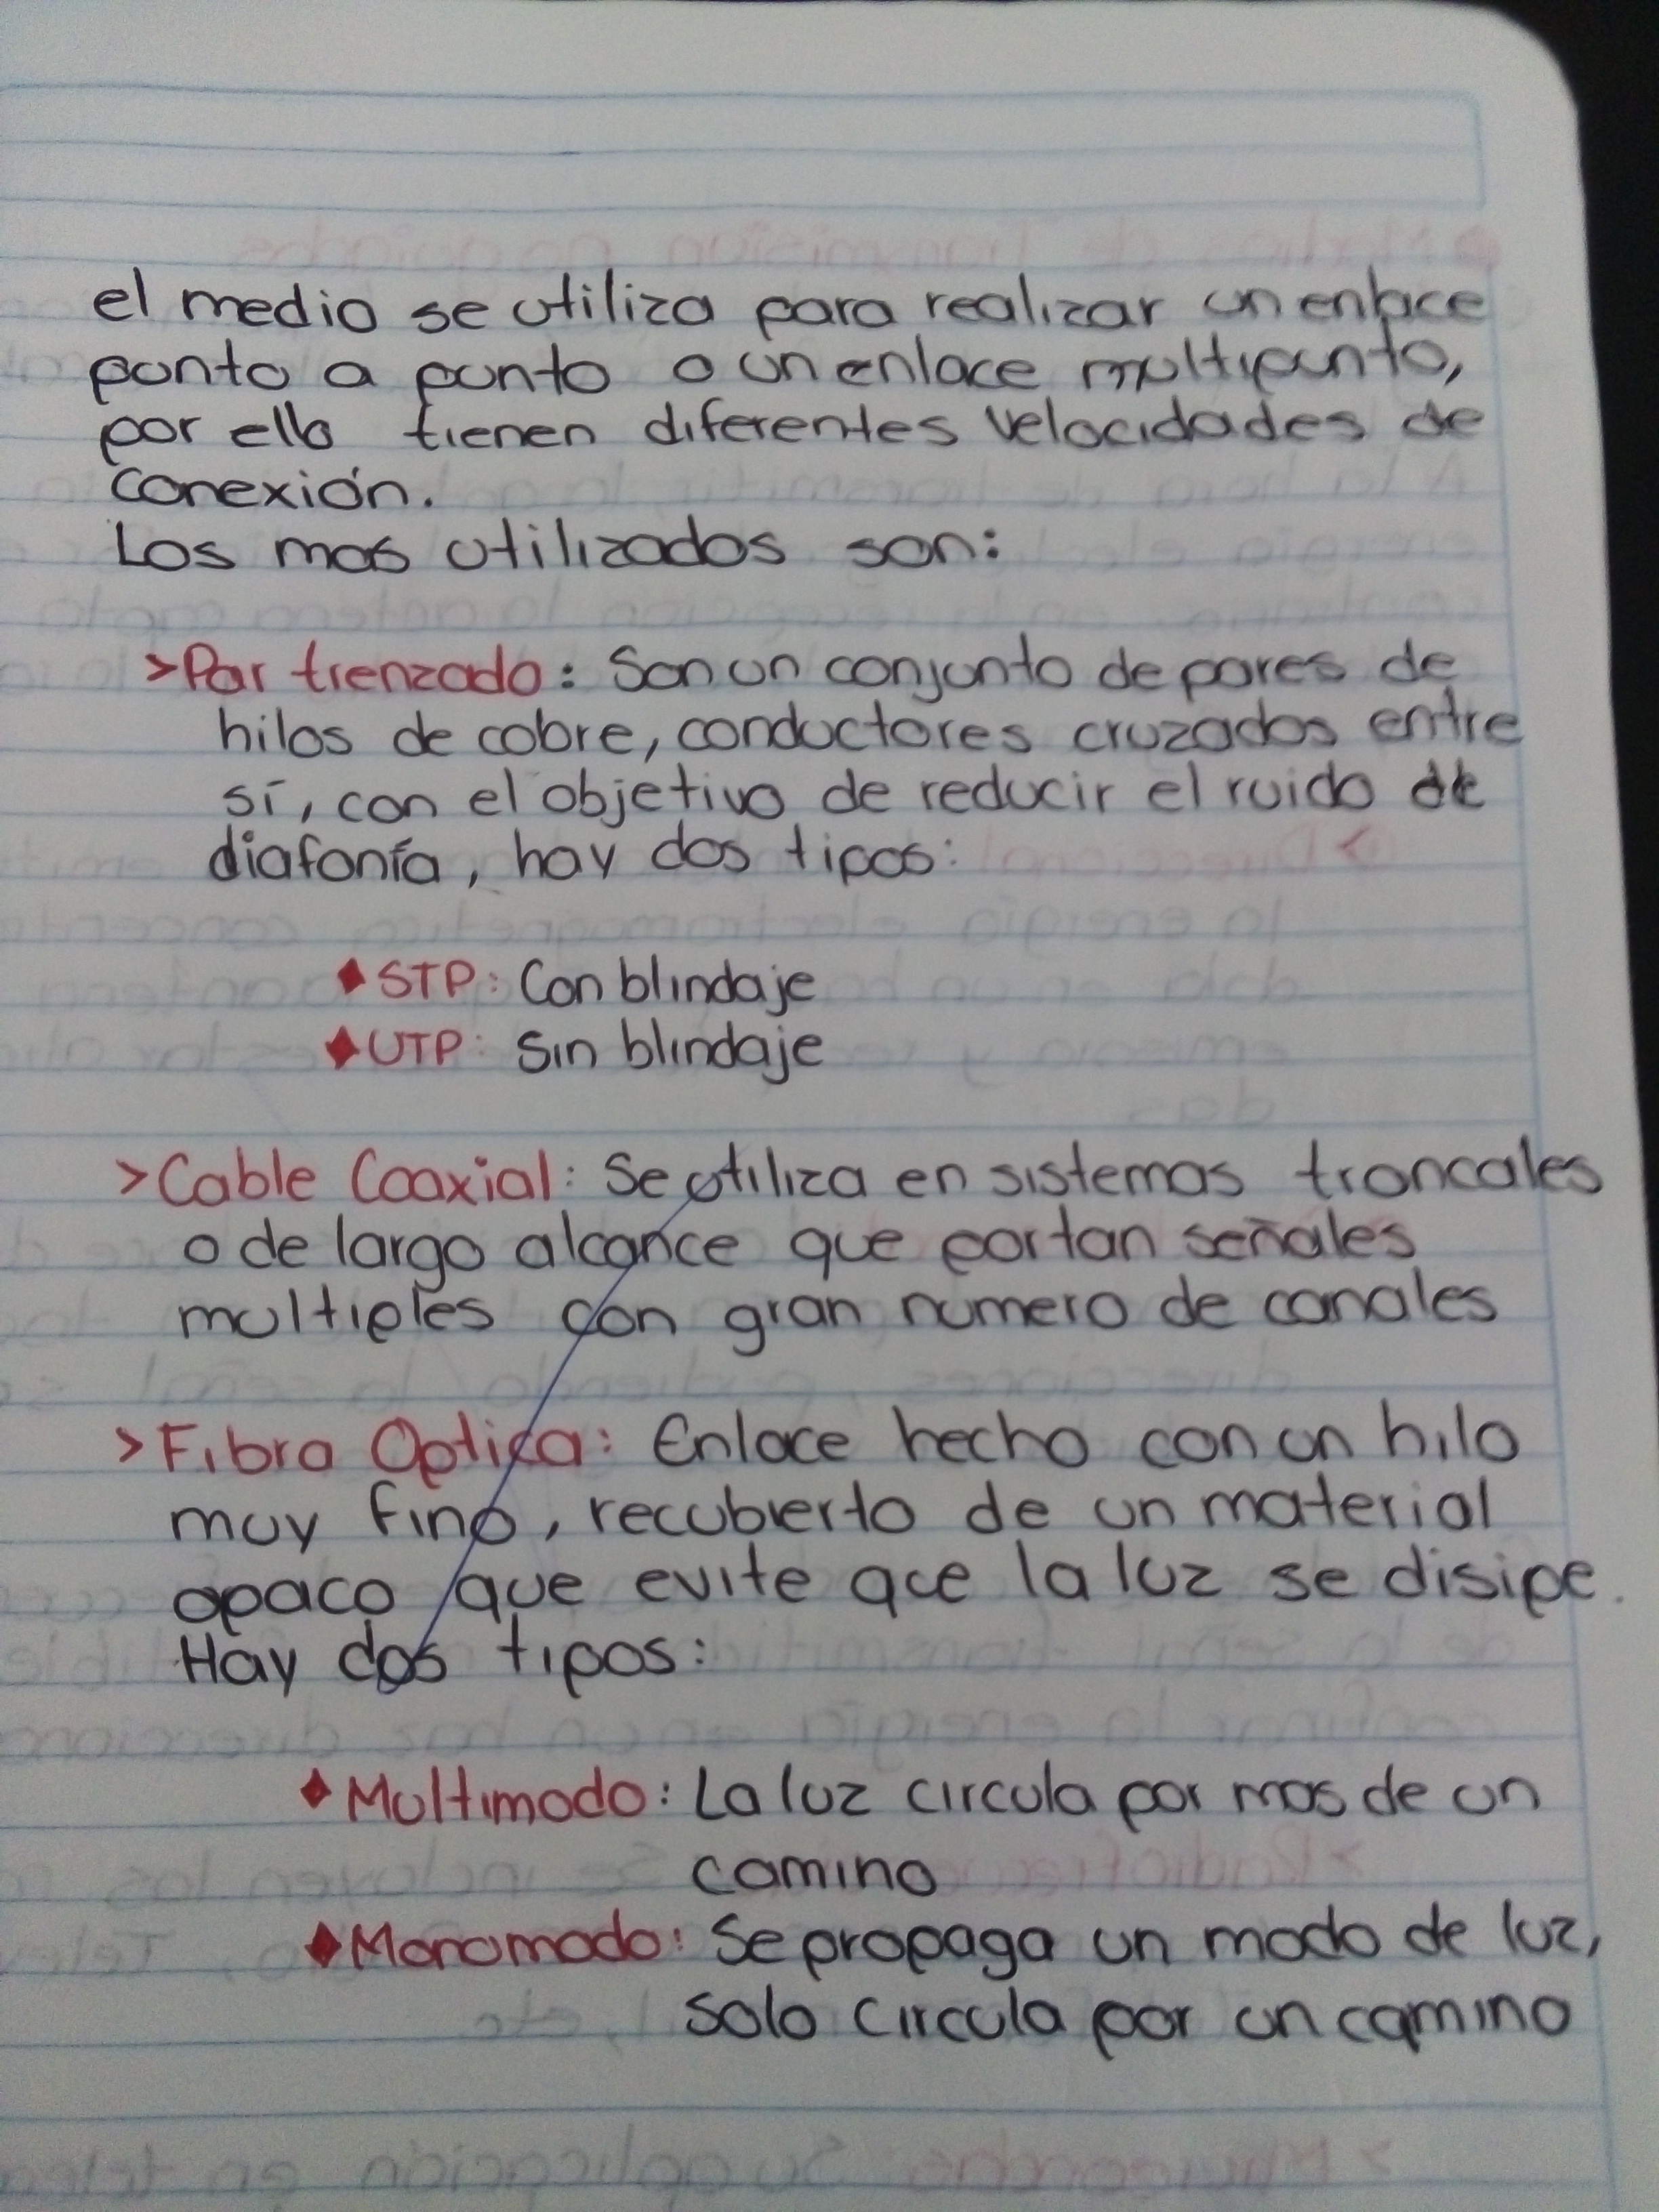 el medio se utiliza para realizar un enlace
punto a punto o un enlace multipunto,
por ello tienen diferentes velocidades de
conexión.
Los mas utilizados son:
>Par trenzado: Son un conjunto de pares de
hilos de cobre, conductores cruzados entre
sí, con el objetivo de reducir el ruido de
diafonía, hay dos tipos:
♦STP: Con blindaje
♦UTP: Sin blindaje
>Cable Coaxial: Se utiliza en sistemas troncales
o de largo alcance que portan señales
multiples con gran numero de canales
>Fibra Optica: Enlace hecho con un hilo
muy fino, recubierto de un material
opaco que evite que la luz se disipe.
Hay dos tipos:
♦Multimodo: La luz circula por mas de un
camino
♦Monomodo: Se propaga un modo de luz,
solo circula por un camino